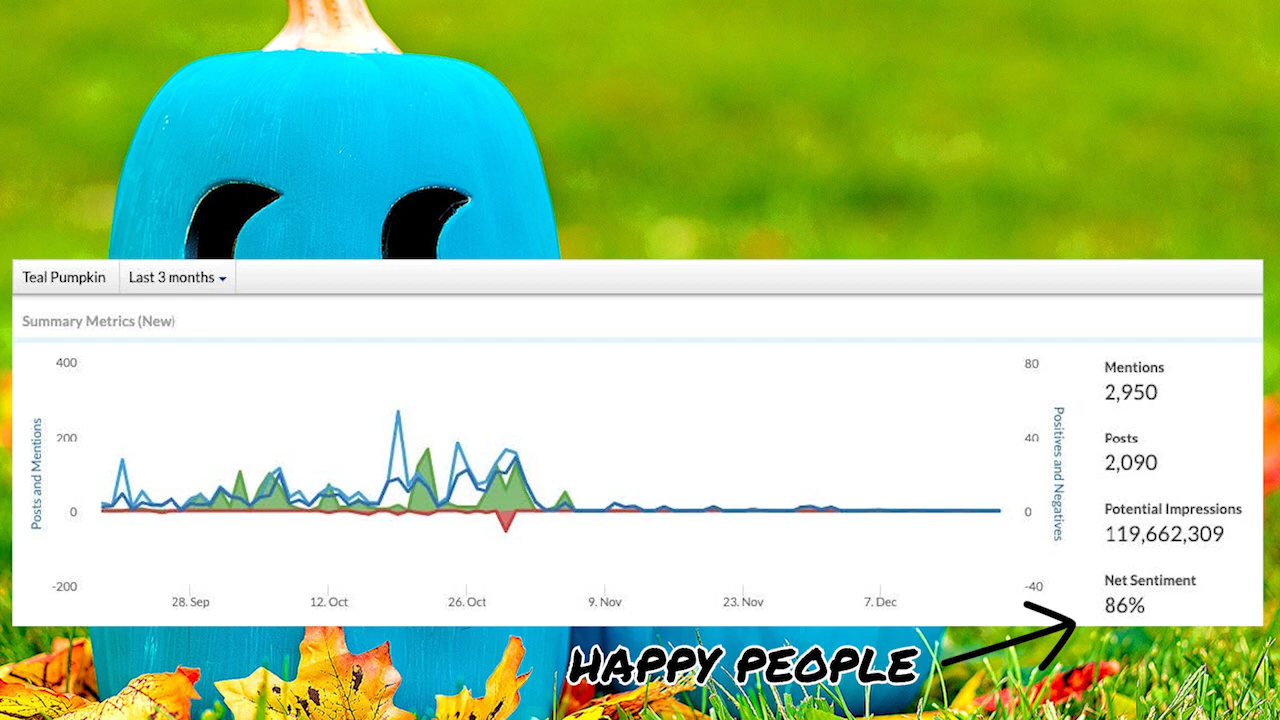 Teal Pumpkin
Last 3 months
Summary Metrics (New)
400
200
0
-200
Posts and Mentions
80
40
0
-40
Positives and Negatives
28. Sep
12. Oct
26. Oct
9. Nov
23. Nov
7. Dec
Mentions
2,950
Posts
2,090
Potential Impressions
119,662,309
Net Sentiment
86%
HAPPY PEOPLE